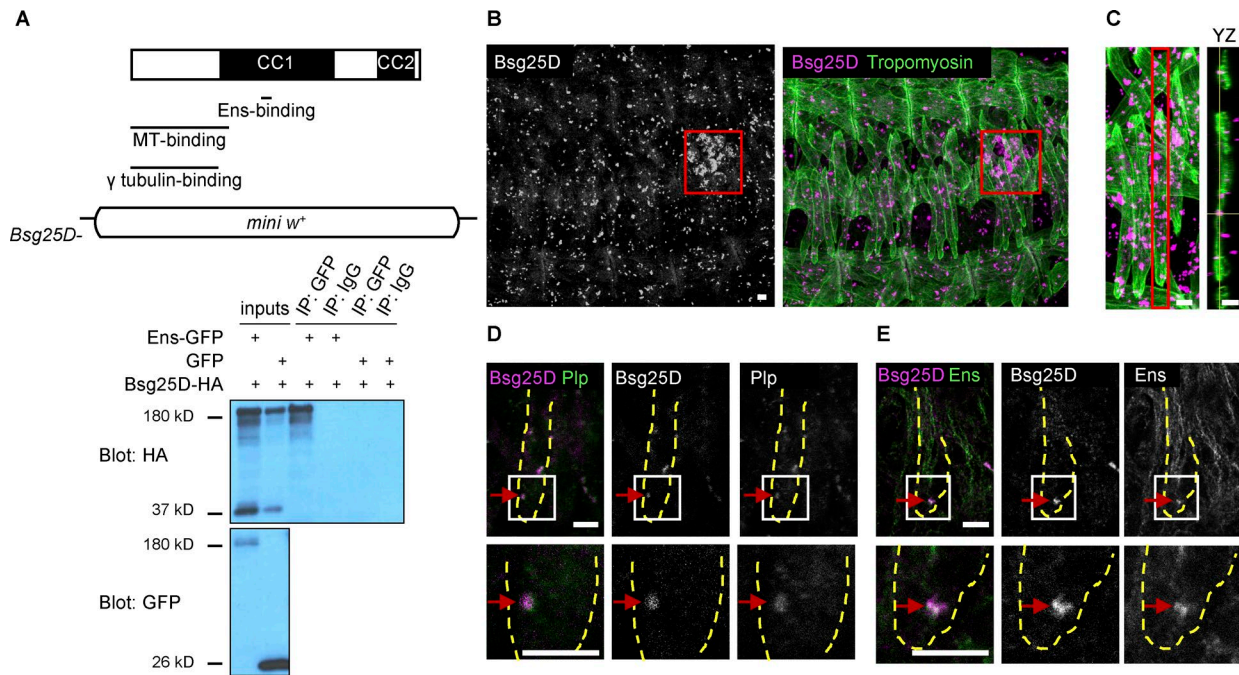 A
CC1
CC2
Ens-binding
MT-binding
γ tubulin-binding
Bsg25D-
mini w⁺
inputs
IP: GFP
IP: IgG
IP: GFP
IP: IgG
Ens-GFP + + +
GFP + + +
Bsg25D-HA + + + + + +
180 kD
Blot: HA
37 kD
180 kD
Blot: GFP
26 kD
B
Bsg25D
Bsg25D Tropomyosin
C
YZ
D
Bsg25D Plp
Bsg25D
Plp
E
Bsg25D Ens
Bsg25D
Ens